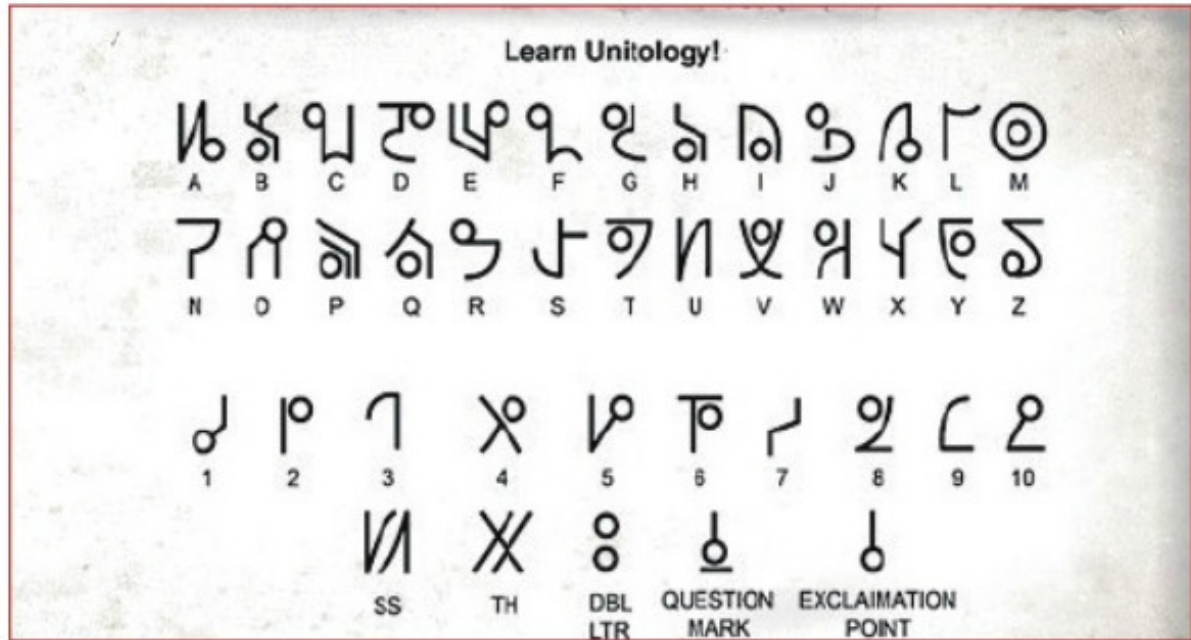 Learn Unitology!
A B C D E F G H I J K L M
N O P Q R S T U V W X Y Z
1 2 3 4 5 6 7 8 9 10
SS TH DBL LTR QUESTION MARK EXCLAIMATION POINT